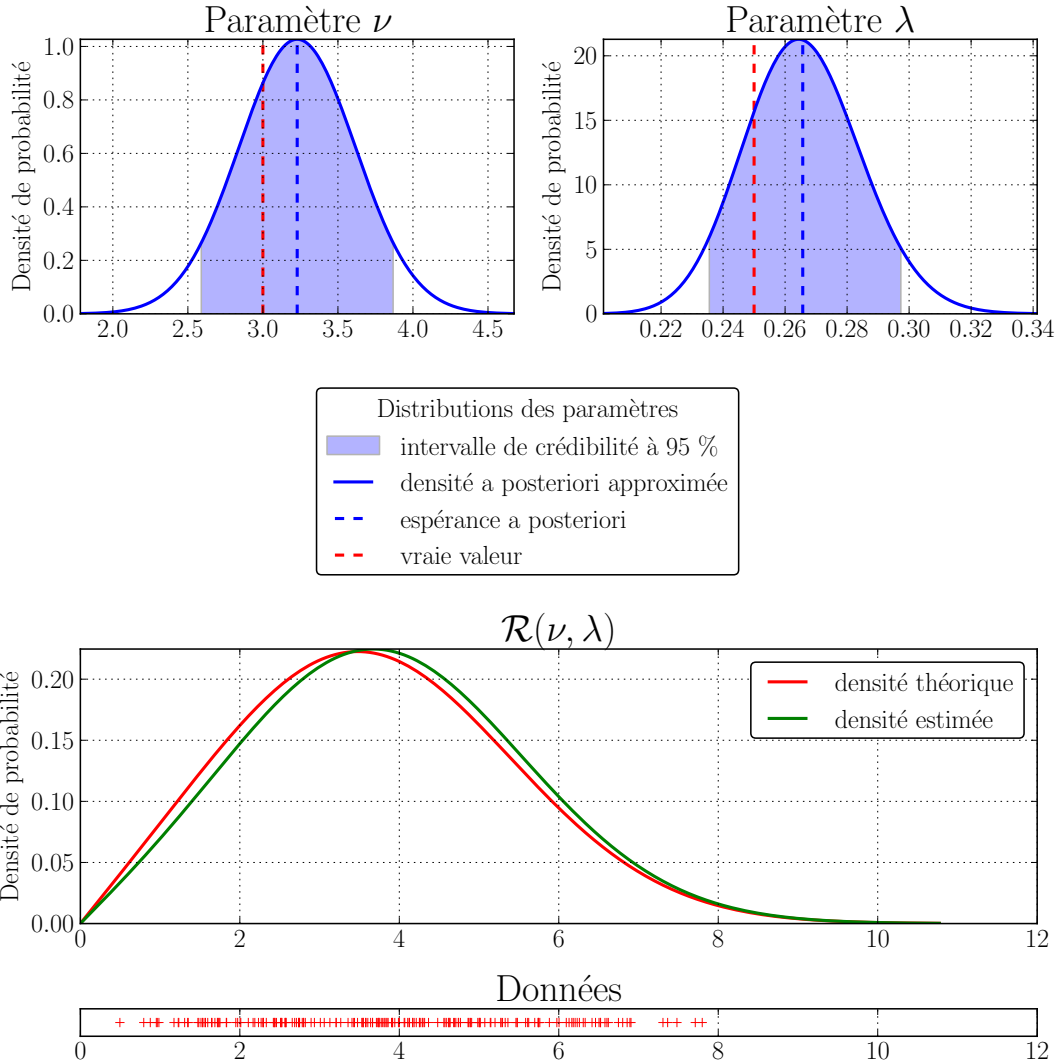 Paramètre ν
Densité de probabilité
1.0
0.8
0.6
0.4
0.2
0.0
2.0 2.5 3.0 3.5 4.0 4.5
Paramètre λ
Densité de probabilité
20
15
10
5
0
0.22 0.24 0.26 0.28 0.30 0.32 0.34
Distributions des paramètres
intervalle de crédibilité à 95 %
densité a posteriori approximée
espérance a posteriori
vraie valeur
R(ν, λ)
Densité de probabilité
0.20
0.15
0.10
0.05
0.00
0 2 4 6 8 10 12
densité théorique
densité estimée
Données
0 2 4 6 8 10 12